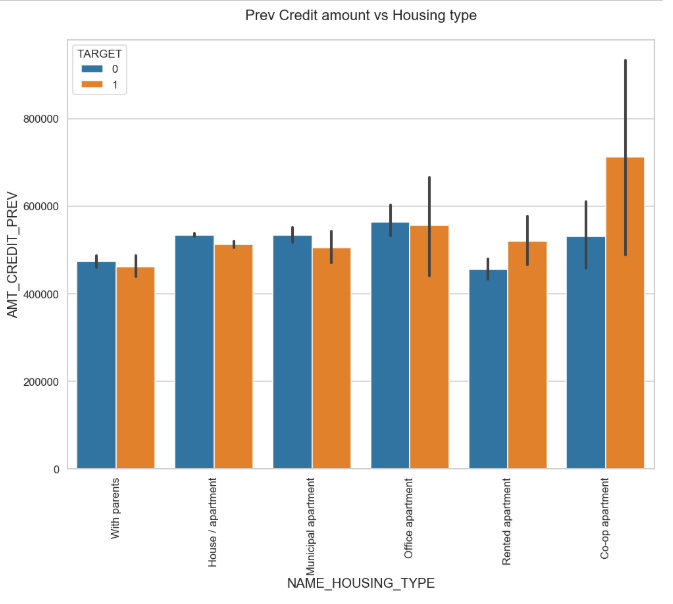 Prev Credit amount vs Housing type
TARGET
0
1
800000
600000
400000
200000
0
AMT_CREDIT_PREV
With parents
House / apartment
Municipal apartment
Office apartment
Rented apartment
Co-op apartment
NAME_HOUSING_TYPE